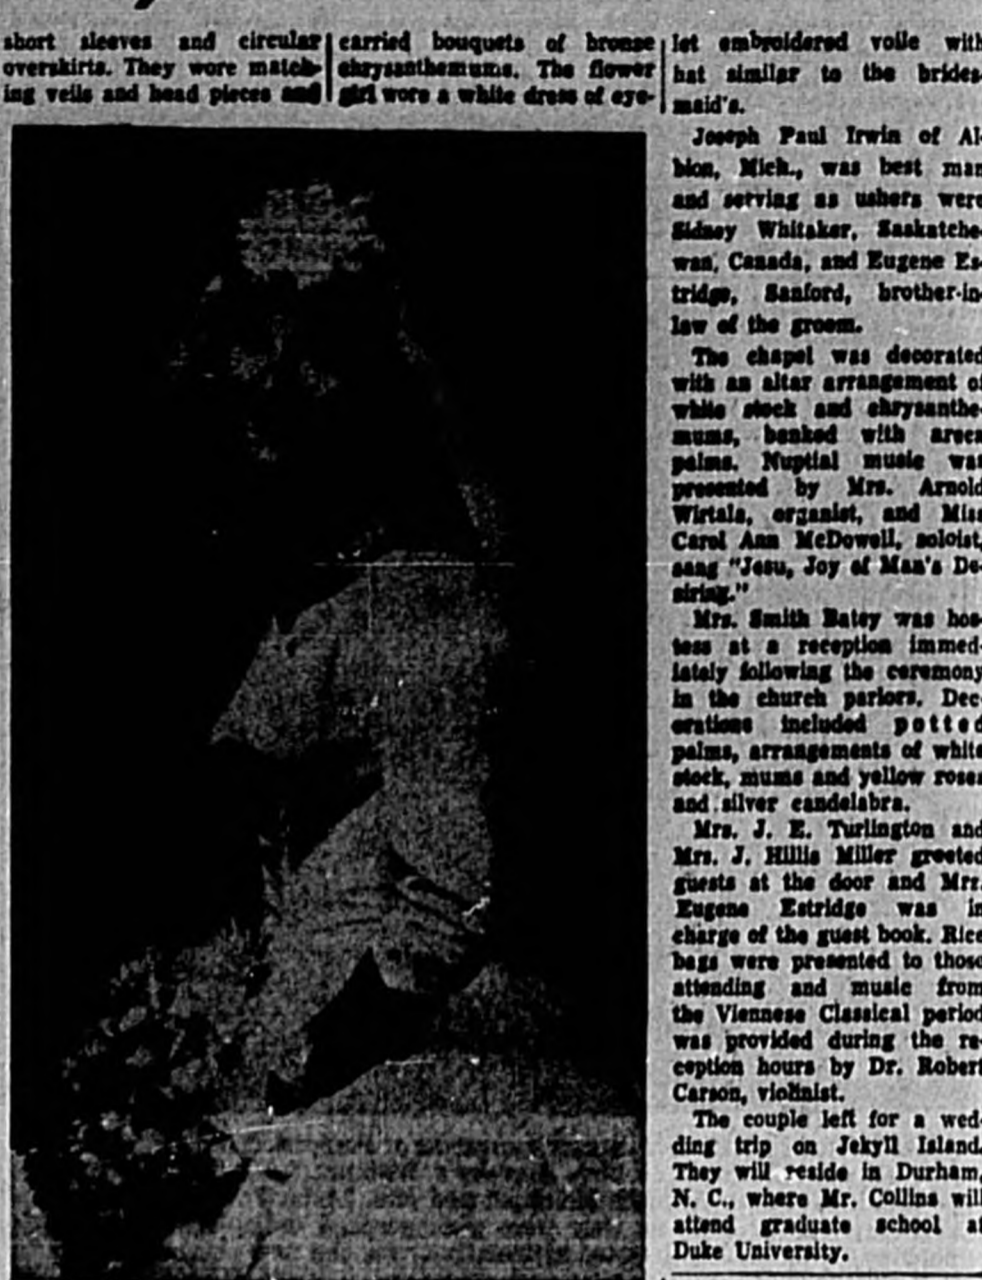 short sleeves and circular
overskirts. They wore match-
ing veils and head pieces and
carried bouquets of bronze
chrysanthemums. The flower
girl wore a white dress of eye-
let embroidered voile with
hat similar to the brides-
maid's.
Joseph Paul Irwin of Al-
bion, Mich., was best man
and serving as ushers were
Sidney Whitaker, Saskatche-
wan, Canada, and Eugene Es-
tridge, Sanford, brother-in-
law of the groom.
The chapel was decorated
with an altar arrangement of
white stock and chrysanthe-
mums, banked with areca
palms. Nuptial music was
presented by Mrs. Arnold
Wirtala, organist, and Miss
Carol Ann McDowell, soloist,
sang "Jesu, Joy of Man's De-
siring."
Mrs. Smith Batey was hos-
tess at a reception immed-
iately following the ceremony
in the church parlors. Dec-
orations included potted
palms, arrangements of white
stock, mums and yellow roses
and silver candelabra.
Mrs. J. E. Turlington and
Mrs. J. Hillis Miller greeted
guests at the door and Mrs.
Eugene Estridge was in
charge of the guest book. Rice
bags were presented to those
attending and music from
the Viennese Classical period
was provided during the re-
ception hours by Dr. Robert
Carson, violinist.
The couple left for a wed-
ding trip on Jekyll Island.
They will reside in Durham,
N. C., where Mr. Collins will
attend graduate school at
Duke University.